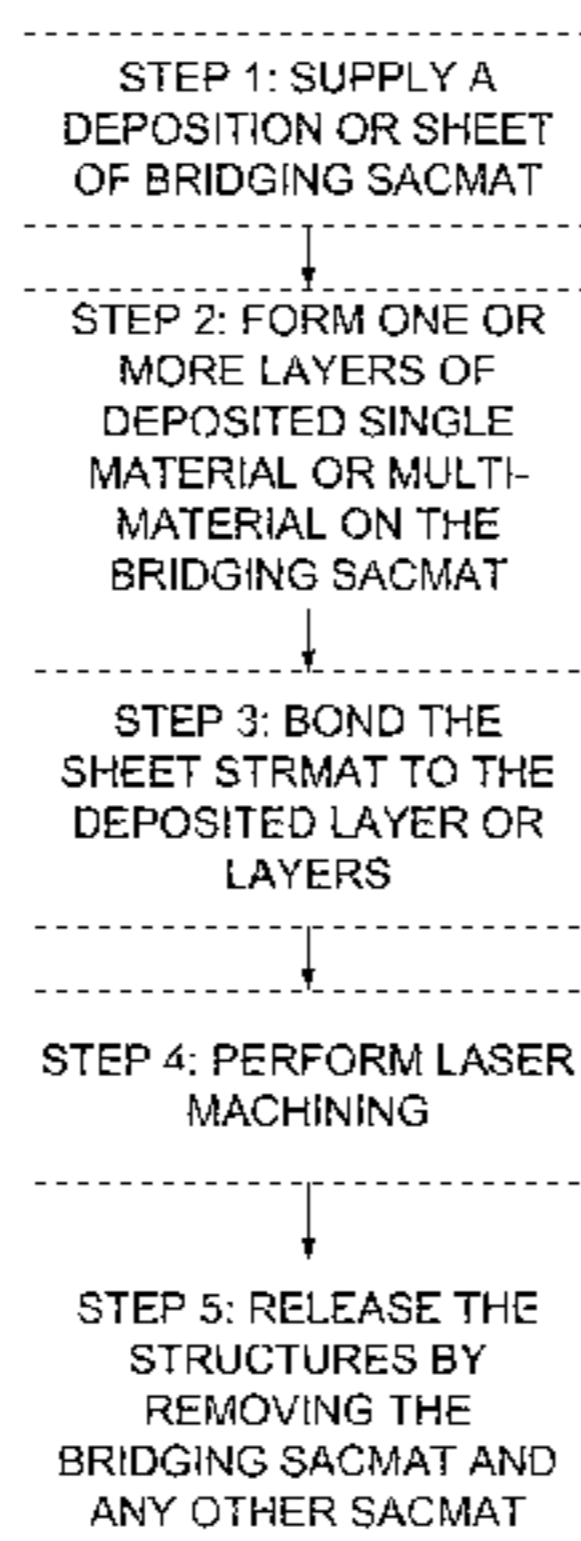 STEP 1: SUPPLY A
DEPOSITION OR SHEET
OF BRIDGING SACMAT
STEP 2: FORM ONE OR
MORE LAYERS OF
DEPOSITED SINGLE
MATERIAL OR MULTI-
MATERIAL ON THE
BRIDGING SACMAT
STEP 3: BOND THE
SHEET STRMAT TO THE
DEPOSITED LAYER OR
LAYERS
STEP 4: PERFORM LASER
MACHINING
STEP 5: RELEASE THE
STRUCTURES BY
REMOVING THE
BRIDGING SACMAT AND
ANY OTHER SACMAT